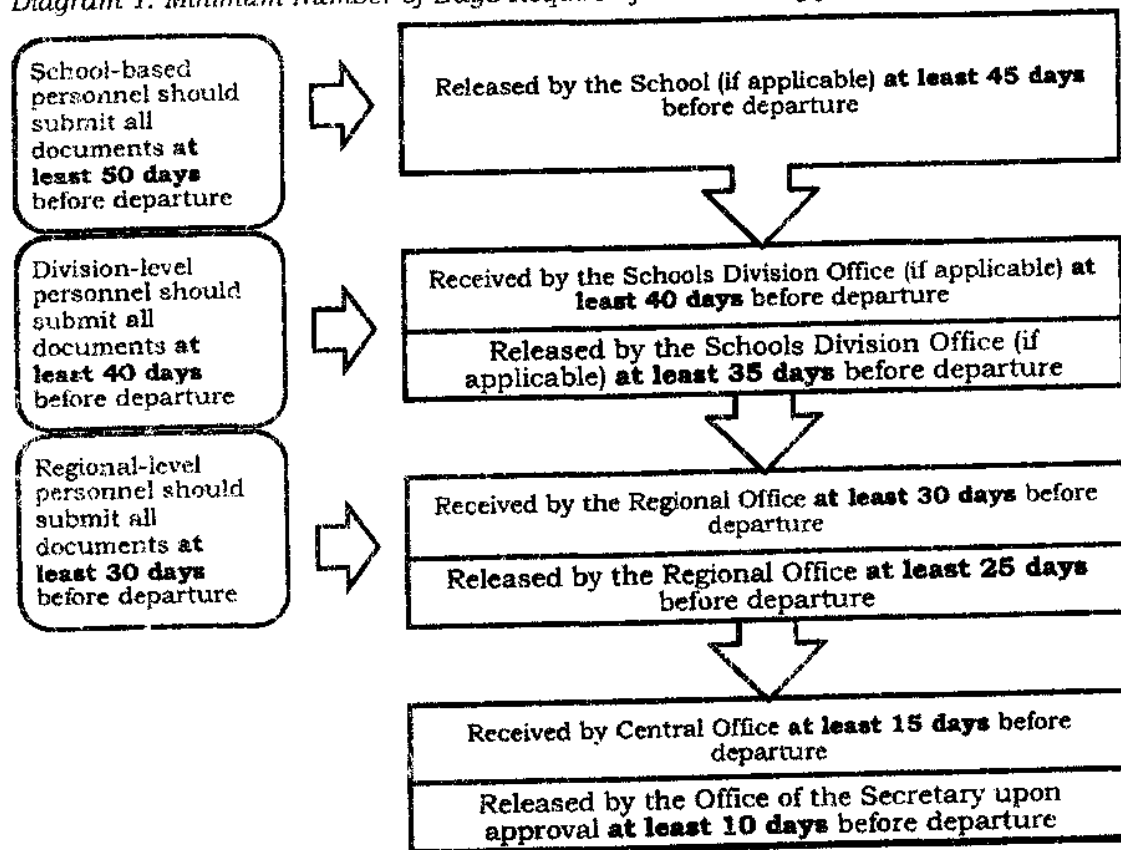 Diagram 1. Minimum Number of Days
School-based
personnel should
submit all
documents at
least 50 days
before departure
Released by the School (if applicable) at least 45 days
before departure
Division-level
personnel should
submit all
documents at
least 40 days
before departure
Received by the Schools Division Office (if applicable) at
least 40 days before departure
Released by the Schools Division Office (if
applicable) at least 35 days before departure
Regional-level
personnel should
submit all
documents at
least 30 days
before departure
Received by the Regional Office at least 30 days before
departure
Released by the Regional Office at least 25 days
before departure
Received by Central Office at least 15 days before
departure
Released by the Office of the Secretary upon
approval at least 10 days before departure